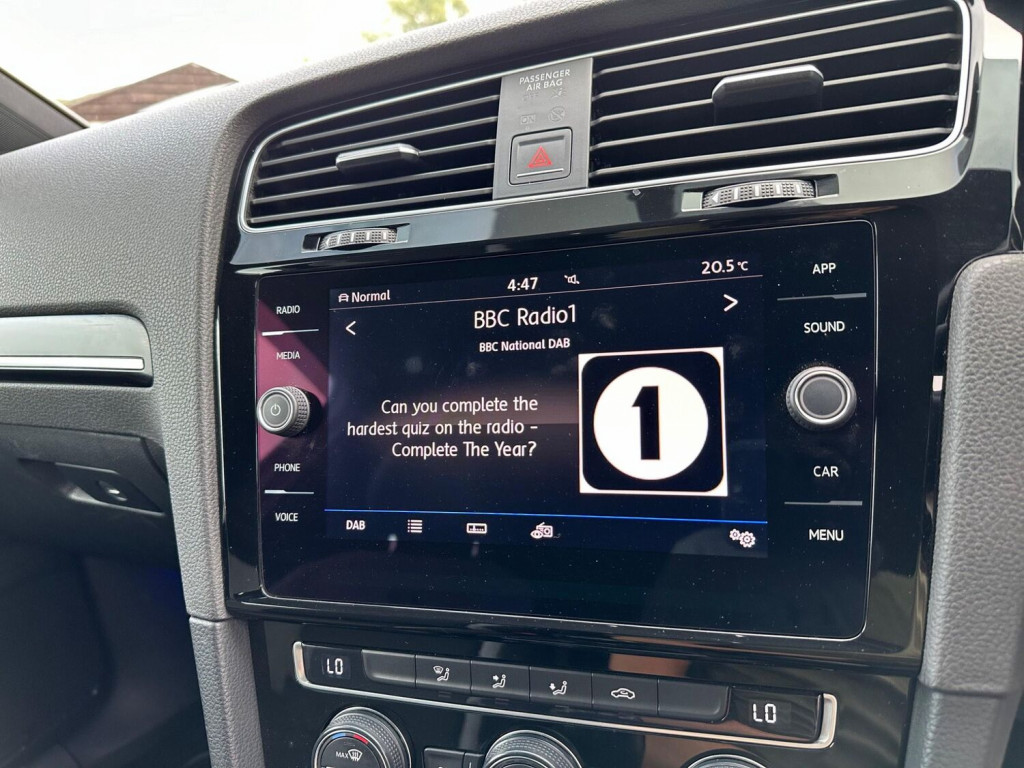 PASSENGER
AIR BAG
Normal
4:47
20.5 °C
<
BBC Radio1
>
BBC National DAB
Can you complete the
hardest quiz on the radio -
Complete The Year?
1
DAB
RADIO
MEDIA
PHONE
VOICE
APP
SOUND
CAR
MENU
LO
LO
MAX